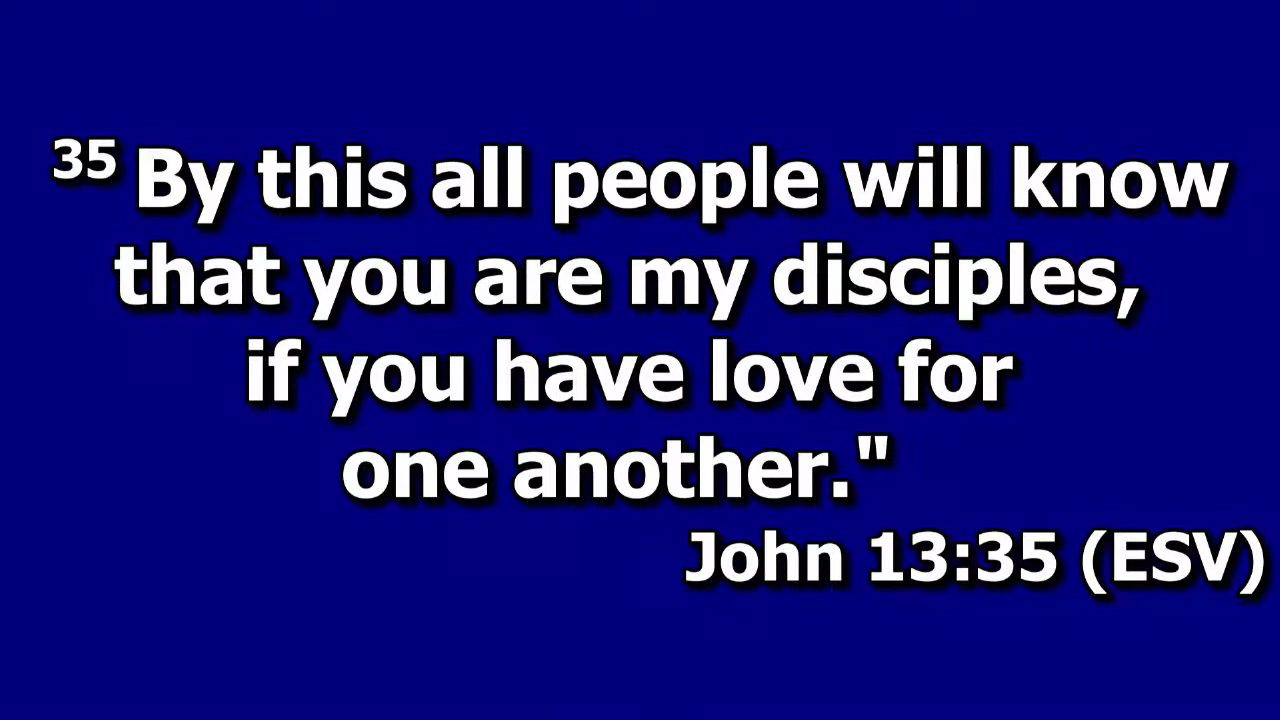 35 By this all people will know
that you are my disciples,
if you have love for
one another."
John 13:35 (ESV)